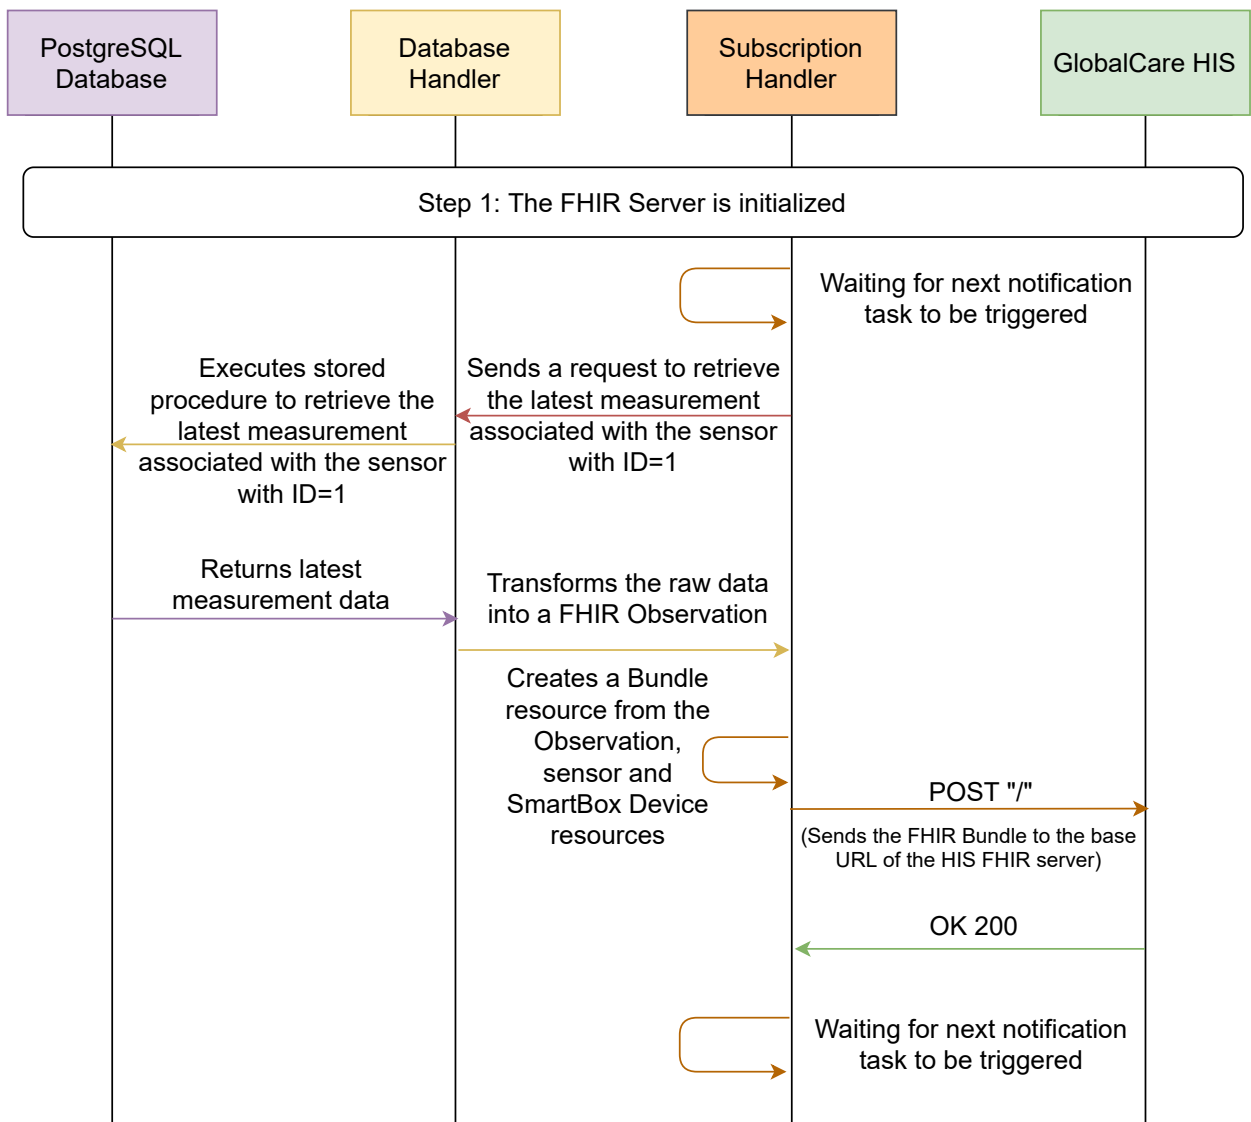 PostgreSQL
Database
Database
Handler
Subscription
Handler
GlobalCare HIS
Step 1: The FHIR Server is initialized
Waiting for next notification
task to be triggered
Executes stored
procedure to retrieve the
latest measurement
associated with the sensor
with ID=1
Sends a request to retrieve
the latest measurement
associated with the sensor
with ID=1
Returns latest
measurement data
Transforms the raw data
into a FHIR Observation
Creates a Bundle
resource from the
Observation,
sensor and
SmartBox Device
resources
POST "/"
(Sends the FHIR Bundle to the base
URL of the HIS FHIR server)
OK 200
Waiting for next notification
task to be triggered